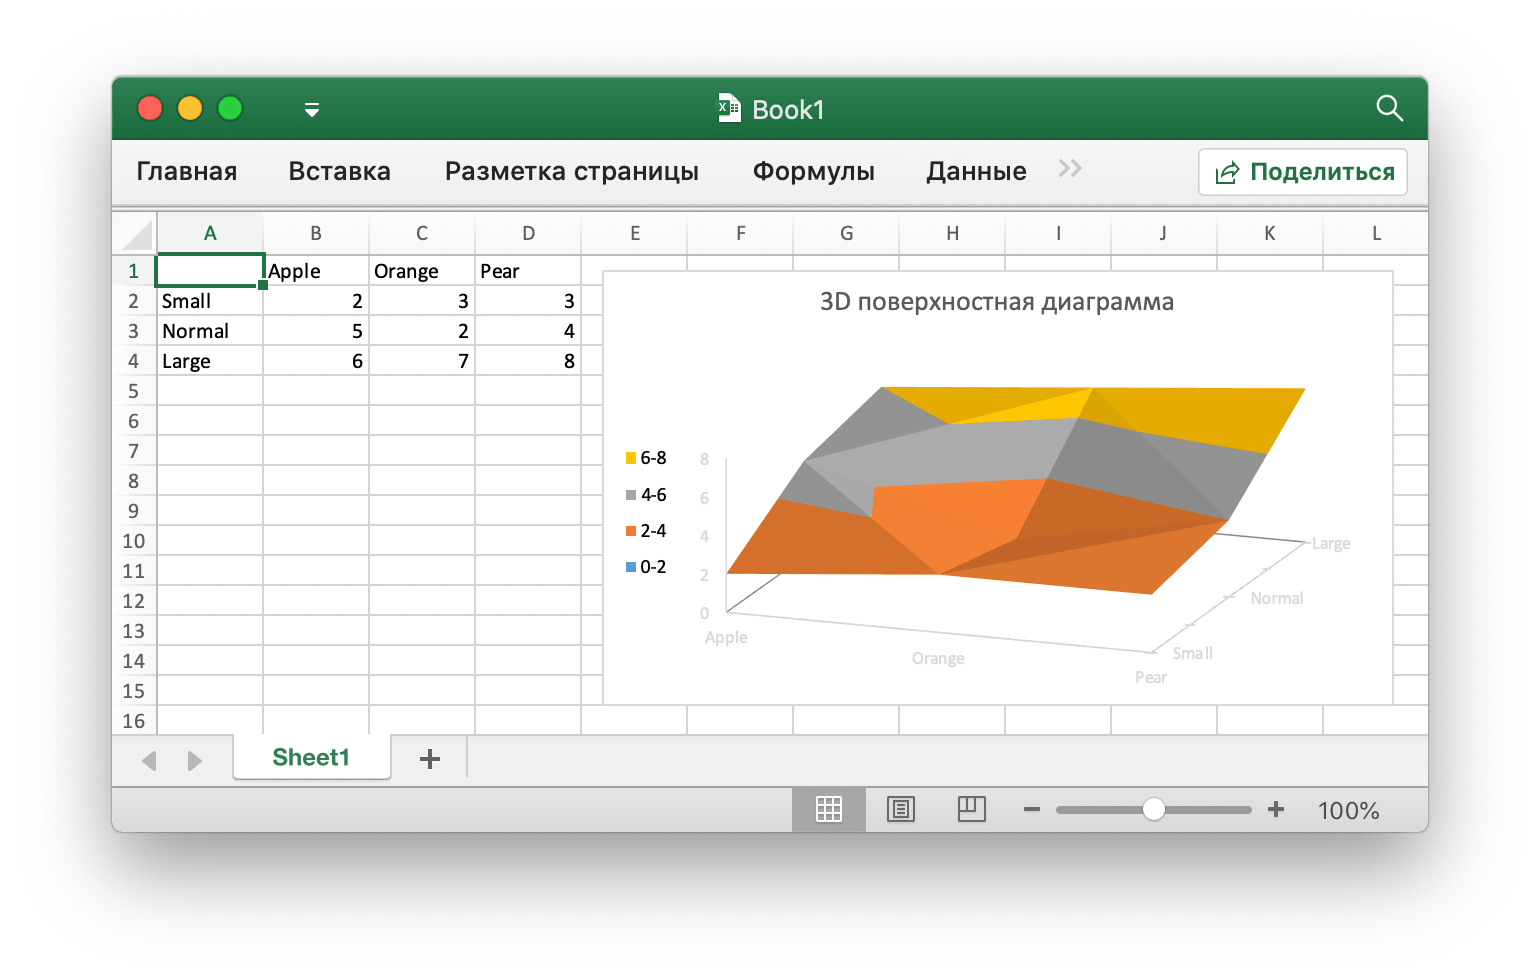 Book1
Главная Вставка Разметка страницы Формулы Данные Поделиться
A B C D E F G H I J K L
1 Apple Orange Pear
2 Small 2 3 3
3 Normal 5 2 4
4 Large 6 7 8
5
6
7
8
9
10
11
12
13
14
15
16
3D поверхностная диаграмма
6-8
4-6
2-4
0-2
8
6
4
2
0
Apple
Orange
Pear
Small
Normal
Large
Sheet1
100%